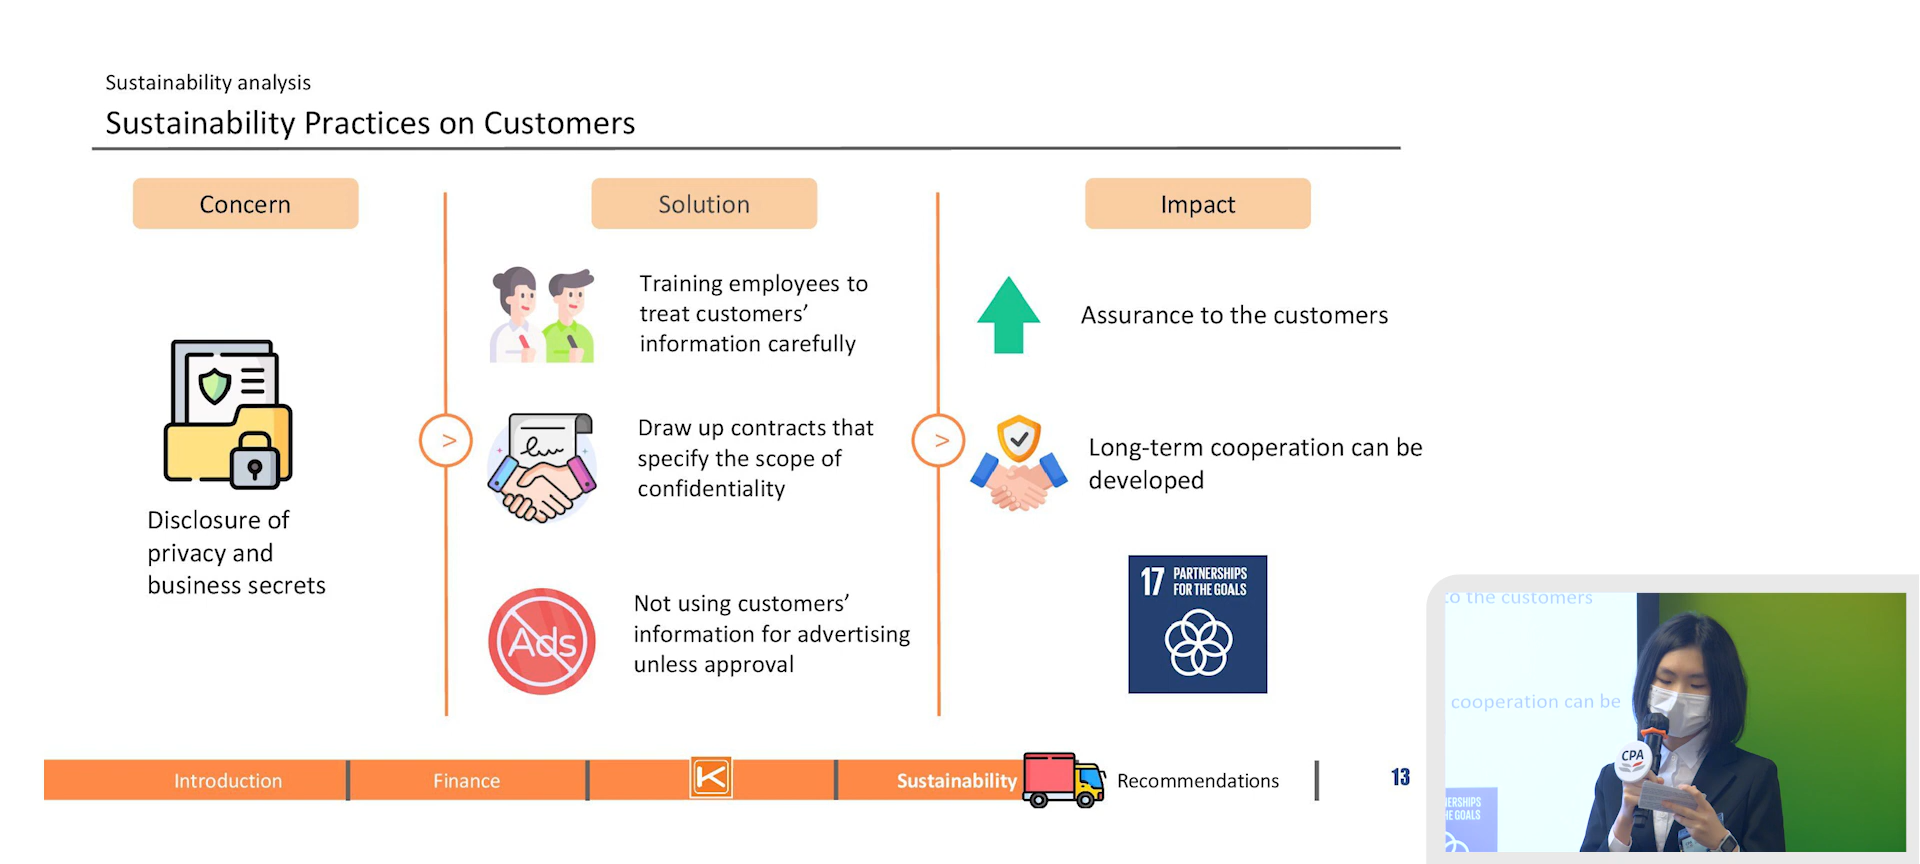 Sustainability analysis
Sustainability Practices on Customers
Concern
Solution
Impact
Disclosure of
privacy and
business secrets
Training employees to
treat customers’
information carefully
Draw up contracts that
specify the scope of
confidentiality
Ads
Not using customers’
information for advertising
unless approval
Assurance to the customers
Long-term cooperation can be
developed
17 PARTNERSHIPS
FOR THE GOALS
Introduction
Finance
K
Sustainability
Recommendations
13
to the customers
cooperation can be
CPA
NERSHIPS
HE GOALS